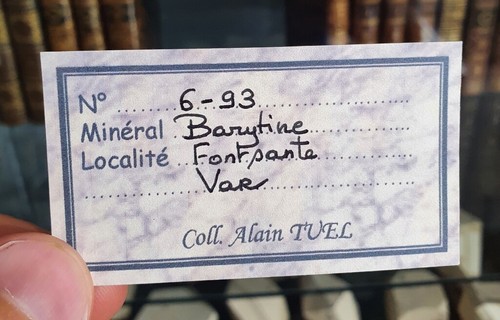 N° 6-93
Minéral Barytine
Localité Fontsante
Var
Coll. Alain TUEL